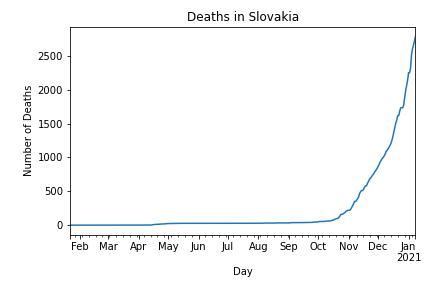 Deaths in Slovakia
Number of Deaths
2500
2000
1500
1000
500
0
Feb Mar Apr May Jun Jul Aug Sep Oct Nov Dec Jan
2021
Day